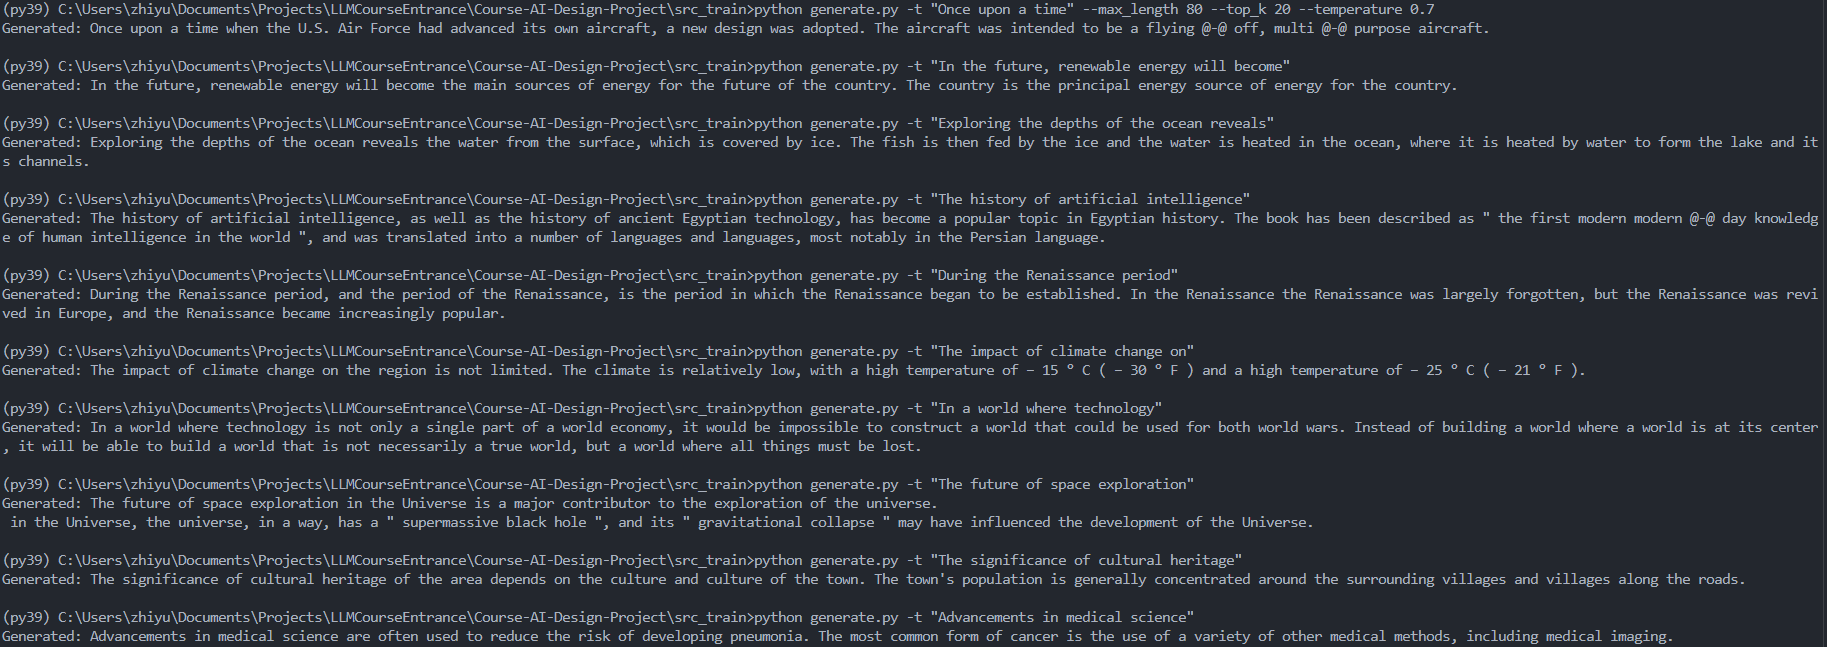 (py39) C:\Users\zhiyu\Documents\Projects\LLMCourseEntrance\Course-AI-Design-Project\src_train>python generate.py -t "Once upon a time" --max_length 80 --top_k 20 --temperature 0.7
Generated: Once upon a time when the U.S. Air Force had advanced its own aircraft, a new design was adopted. The aircraft was intended to be a flying @-@ off, multi @-@ purpose aircraft.
(py39) C:\Users\zhiyu\Documents\Projects\LLMCourseEntrance\Course-AI-Design-Project\src_train>python generate.py -t "In the future, renewable energy will become"
Generated: In the future, renewable energy will become the main sources of energy for the future of the country. The country is the principal energy source of energy for the country.
(py39) C:\Users\zhiyu\Documents\Projects\LLMCourseEntrance\Course-AI-Design-Project\src_train>python generate.py -t "Exploring the depths of the ocean reveals"
Generated: Exploring the depths of the ocean reveals the water from the surface, which is covered by ice. The fish is then fed by the ice and the water is heated in the ocean, where it is heated by water to form the lake and it
s channels.
(py39) C:\Users\zhiyu\Documents\Projects\LLMCourseEntrance\Course-AI-Design-Project\src_train>python generate.py -t "The history of artificial intelligence"
Generated: The history of artificial intelligence, as well as the history of ancient Egyptian technology, has become a popular topic in Egyptian history. The book has been described as " the first modern modern @-@ day knowledg
e of human intelligence in the world ", and was translated into a number of languages and languages, most notably in the Persian language.
(py39) C:\Users\zhiyu\Documents\Projects\LLMCourseEntrance\Course-AI-Design-Project\src_train>python generate.py -t "During the Renaissance period"
Generated: During the Renaissance period, and the period of the Renaissance, is the period in which the Renaissance began to be established. In the Renaissance the Renaissance was largely forgotten, but the Renaissance was revi
ved in Europe, and the Renaissance became increasingly popular.
(py39) C:\Users\zhiyu\Documents\Projects\LLMCourseEntrance\Course-AI-Design-Project\src_train>python generate.py -t "The impact of climate change on"
Generated: The impact of climate change on the region is not limited. The climate is relatively low, with a high temperature of − 15 ° C ( − 30 ° F ) and a high temperature of − 25 ° C ( − 21 ° F ).
(py39) C:\Users\zhiyu\Documents\Projects\LLMCourseEntrance\Course-AI-Design-Project\src_train>python generate.py -t "In a world where technology"
Generated: In a world where technology is not only a single part of a world economy, it would be impossible to construct a world that could be used for both world wars. Instead of building a world where a world is at its center
, it will be able to build a world that is not necessarily a true world, but a world where all things must be lost.
(py39) C:\Users\zhiyu\Documents\Projects\LLMCourseEntrance\Course-AI-Design-Project\src_train>python generate.py -t "The future of space exploration"
Generated: The future of space exploration in the Universe is a major contributor to the exploration of the universe.
in the Universe, the universe, in a way, has a " supermassive black hole ", and its " gravitational collapse " may have influenced the development of the Universe.
(py39) C:\Users\zhiyu\Documents\Projects\LLMCourseEntrance\Course-AI-Design-Project\src_train>python generate.py -t "The significance of cultural heritage"
Generated: The significance of cultural heritage of the area depends on the culture and culture of the town. The town's population is generally concentrated around the surrounding villages and villages along the roads.
(py39) C:\Users\zhiyu\Documents\Projects\LLMCourseEntrance\Course-AI-Design-Project\src_train>python generate.py -t "Advancements in medical science"
Generated: Advancements in medical science are often used to reduce the risk of developing pneumonia. The most common form of cancer is the use of a variety of other medical methods, including medical imaging.